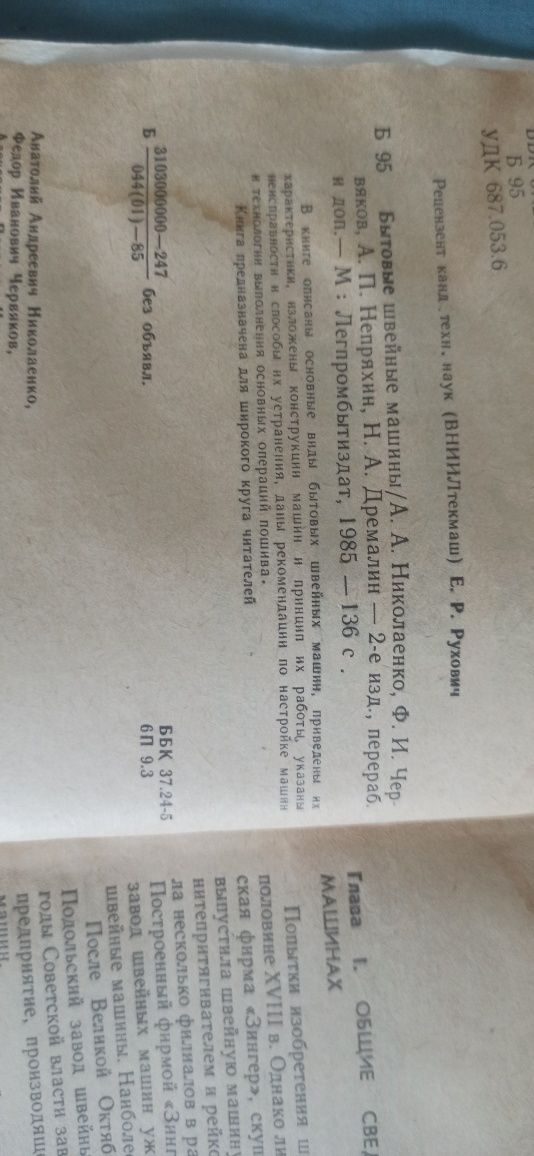 Б 95
УДК 687.053.6
Рецензент канд. техн. наук (ВНИИЛтекмаш) Е. Р. Рухович
Б 95 Бытовые швейные машины/А. А. Николаенко, Ф. И. Чер-
вяков, А. П. Непряхин, Н. А. Дремалин — 2-е изд., перераб.
и доп.— М : Легпромбытиздат, 1985 — 136 с .
В книге описаны основные виды бытовых швейных машин, приведены их
характеристики, изложены конструкции машин и принцип их работы, указаны
неисправности и способы их устранения, даны рекомендации по настройке машин
и технологии выполнения основных операций пошива.
Книга предназначена для широкого круга читателей
Б 3103000000—247
044(01)—85 без объявл.
ББК 37.24-5
6П 9.3
Анатолий Андреевич Николаенко,
Федор Иванович Червяков,
Глава I. ОБЩИЕ СВЕ
МАШИНАХ
Попытки изобретения ш
половине XVIII в. Однако ли
ская фирма «Зингер», скуп
выпустила швейную машину
нитепритягивателем и рейко
ла несколько филиалов в ра
Построенный фирмой «Зинг
завод швейных машин уж
швейные машины. Наиболе
После Великой Октяб
Подольский завод швейны
годы Советской власти зав
предприятие, производяще
машин.